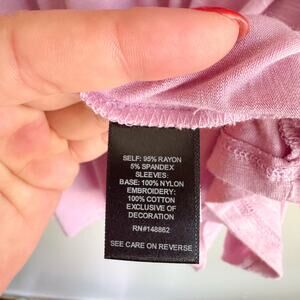 SELF: 95% RAYON
5% SPANDEX
SLEEVES:
BASE: 100% NYLON
EMBROIDERY:
100% COTTON
EXCLUSIVE OF
DECORATION
RN#148862
SEE CARE ON REVERSE